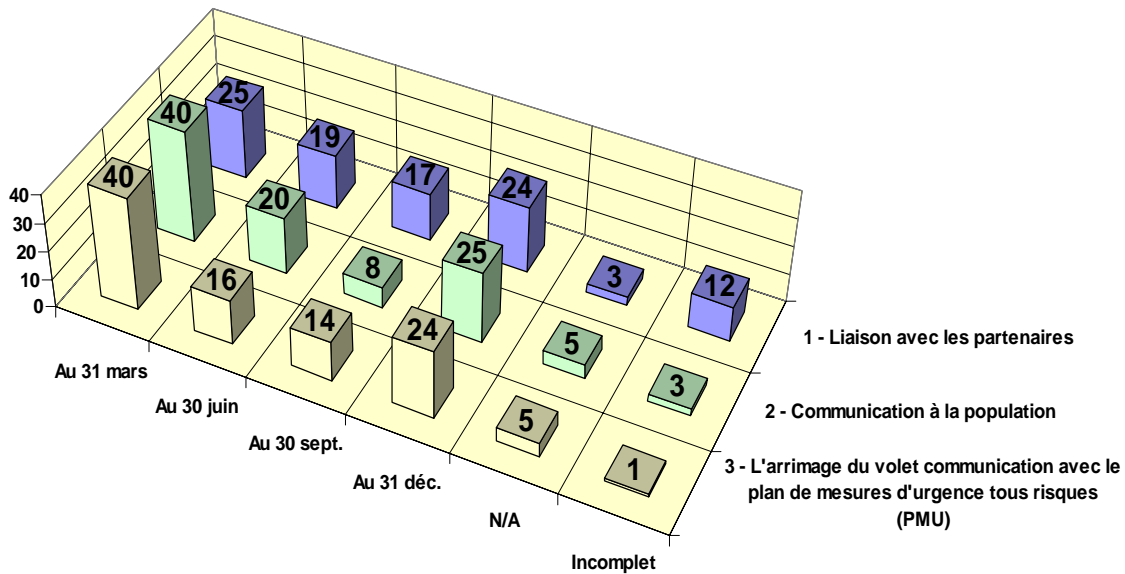 25
19
17
24
3
12
40
20
8
25
5
3
40
16
14
24
5
1
40
30
20
10
0
Au 31 mars
Au 30 juin
Au 30 sept.
Au 31 déc.
N/A
Incomplet
1 - Liaison avec les partenaires
2 - Communication à la population
3 - L'arrimage du volet communication avec le
plan de mesures d'urgence tous risques
(PMU)